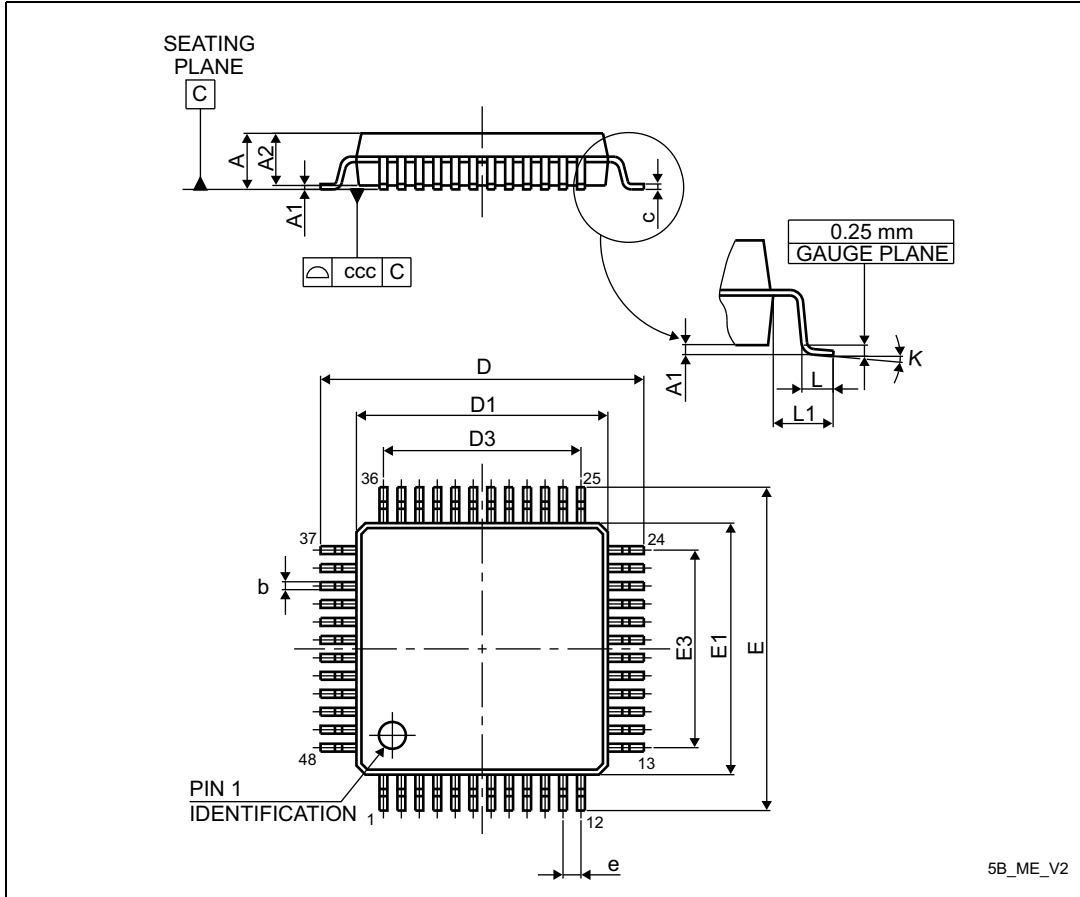 SEATING
PLANE
C
A
A2
A1
c
ccc C
0.25 mm
GAUGE PLANE
A1
K
L
L1
D
D1
D3
36
25
37
24
b
E3
E1
E
48
13
PIN 1
IDENTIFICATION
1
12
e
5B_ME_V2